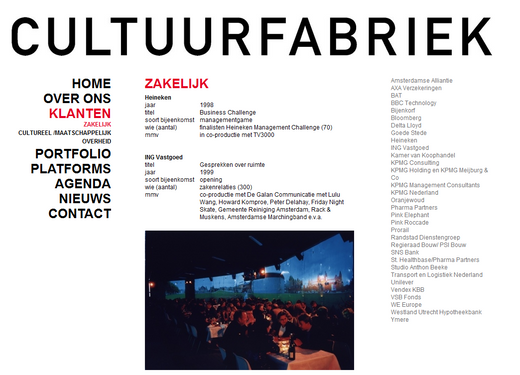 CULTUURFABRIEK
HOME
OVER ONS
KLANTEN
ZAKELIJK
CULTUREEL /MAATSCHAPPELIJK
OVERHEID
PORTFOLIO
PLATFORMS
AGENDA
NIEUWS
CONTACT
ZAKELIJK
Heineken
jaar 1998
titel Business Challenge
soort bijeenkomst managementgame
wie (aantal) finalisten Heineken Management Challenge (70)
mmv in co-productie met TV3000
ING Vastgoed
titel Gesprekken over ruimte
jaar 1999
soort bijeenkomst opening
wie (aantal) zakenrelaties (300)
mmv co-productie met De Galan Communicatie met Lulu
Wang, Howard Komproe, Peter Delahay, Friday Night
Skate, Gemeente Reiniging Amsterdam, Rack &
Muskens, Amsterdamse Marchingband e.v.a.
Amsterdamse Alliantie
AXA Verzekeringen
BAT
BBC Technology
Bijenkorf
Bloomberg
Delta Lloyd
Goede Stede
Heineken
ING Vastgoed
Kamer van Koophandel
KPMG Consulting
KPMG Holding en KPMG Meijburg &
Co
KPMG Management Consultants
KPMG Nederland
Oranjewoud
Pharma Partners
Pink Elephant
Pink Roccade
Prorail
Randstad Dienstengroep
Regieraad Bouw/ PSI Bouw
SNS Bank
St. Healthbase/Pharma Partners
Studio Anthon Beeke
Transport en Logistiek Nederland
Unilever
Vendex KBB
VSB Fonds
WE Europe
Westland Utrecht Hypotheekbank
Ymere